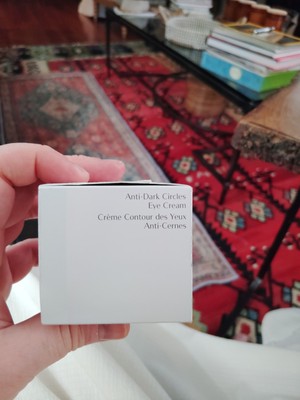 Anti-Dark Circles
Eye Cream
Crème Contour des Yeux
Anti-Cernes